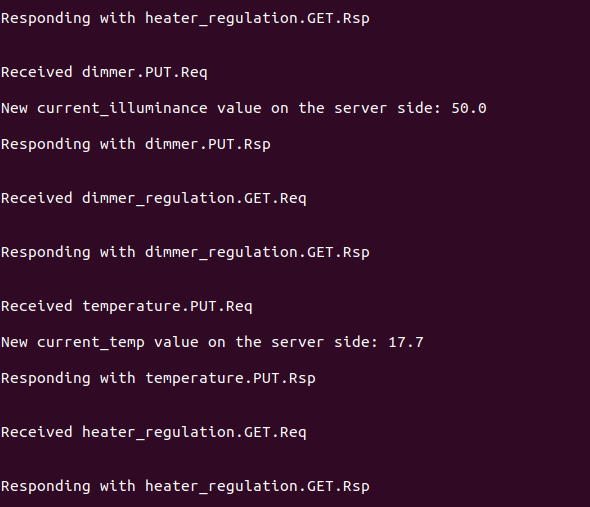 Responding with heater_regulation.GET.Rsp
Received dimmer.PUT.Req
New current_illuminance value on the server side: 50.0
Responding with dimmer.PUT.Rsp
Received dimmer_regulation.GET.Req
Responding with dimmer_regulation.GET.Rsp
Received temperature.PUT.Req
New current_temp value on the server side: 17.7
Responding with temperature.PUT.Rsp
Received heater_regulation.GET.Req
Responding with heater_regulation.GET.Rsp